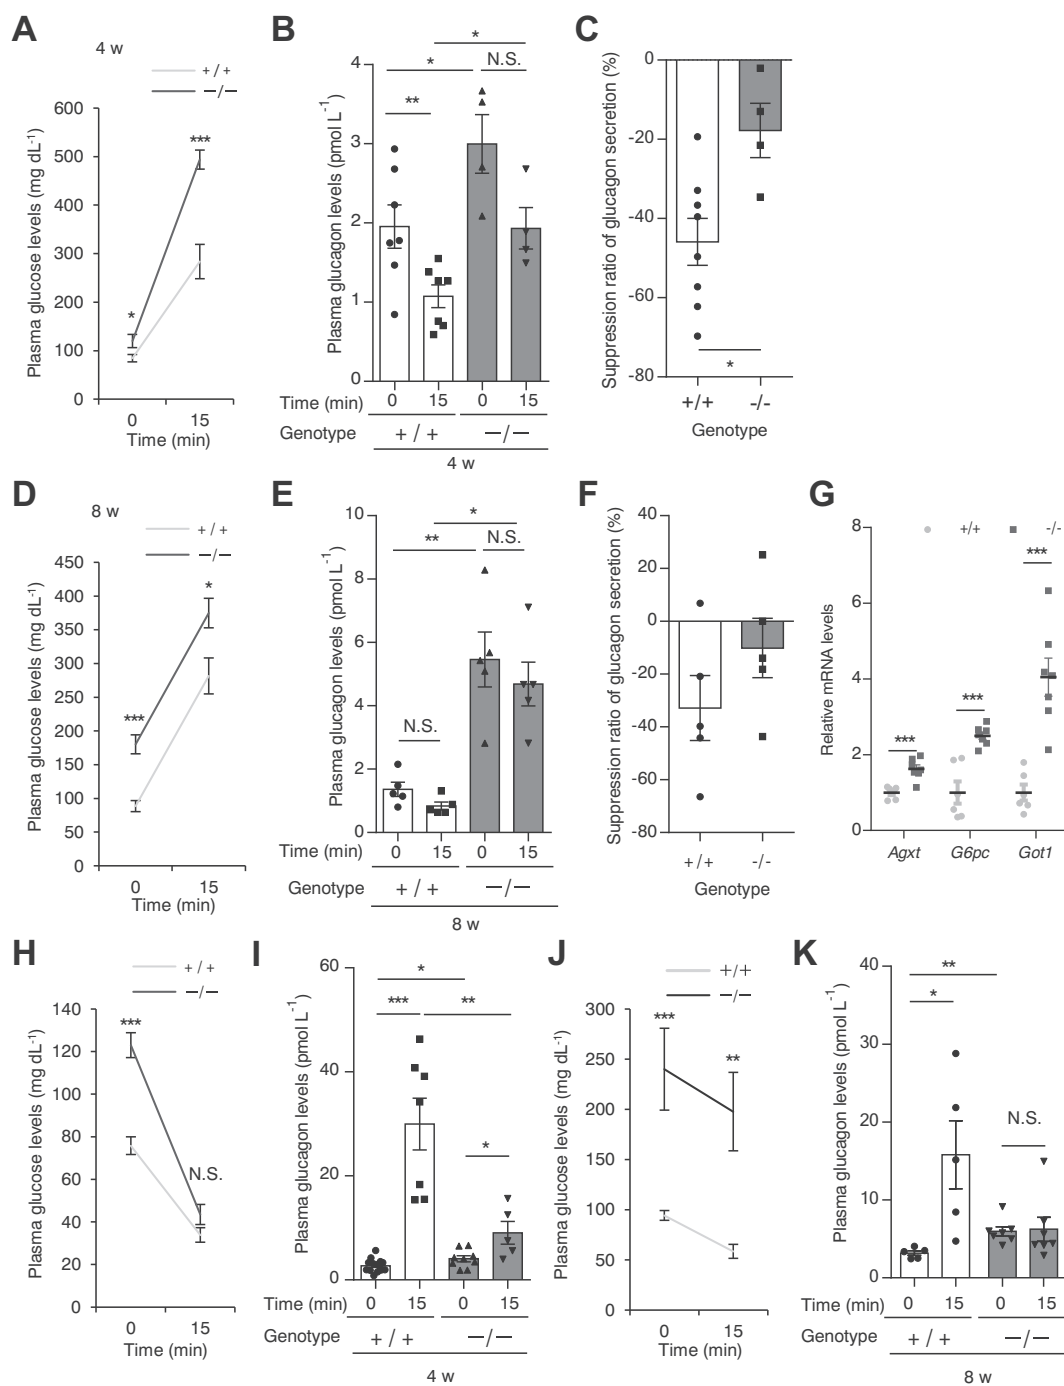 A
4 w
+/+
−/−
Plasma glucose levels (mg dL-1)
600
500
400
300
200
100
0
*
***
0 15
Time (min)
B
Plasma glucagon levels (pmol L-1)
4
3
2
1
0
*
* N.S.
**
Time (min) 0 15 0 15
Genotype +/+ −/−
4 w
C
Suppression ratio of glucagon secretion (%)
0
-20
-40
-60
-80
*
+/+ -/-
Genotype
D
8 w
+/+
−/−
Plasma glucose levels (mg dL-1)
450
400
350
300
250
200
150
100
50
0
***
*
0 15
Time (min)
E
Plasma glucagon levels (pmol L-1)
10
8
6
4
2
0
*
** N.S.
N.S.
Time (min) 0 15 0 15
Genotype +/+ −/−
8 w
F
Suppression ratio of glucagon secretion (%)
40
20
0
-20
-40
-60
-80
+/+ -/-
Genotype
G
+/+ -/-
Relative mRNA levels
8
6
4
2
0
***
***
***
Agxt G6pc Got1
H
+/+
−/−
Plasma glucose levels (mg dL-1)
140
120
100
80
60
40
20
0
***
N.S.
0 15
Time (min)
I
Plasma glucagon levels (pmol L-1)
60
40
20
0
*
*** **
*
Time (min) 0 15 0 15
Genotype +/+ −/−
4 w
J
+/+
−/−
Plasma glucose levels (mg dL-1)
300
250
200
150
100
50
0
***
**
0 15
Time (min)
K
Plasma glucagon levels (pmol L-1)
40
30
20
10
0
**
*
N.S.
Time (min) 0 15 0 15
Genotype +/+ −/−
8 w